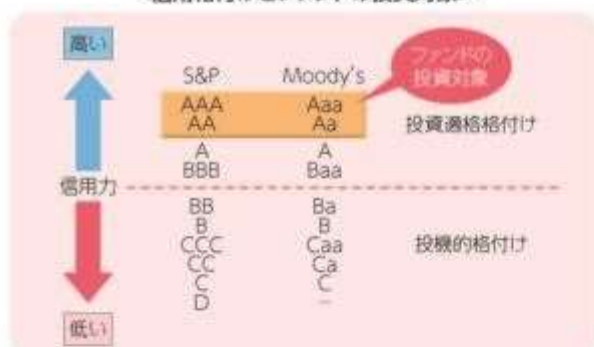 高い
ファンドの
投資対象
S&P Moody's
AAA Aaa
AA Aa
投資適格格付け
A A
BBB Baa
信用力
BB Ba
B B
CCC Caa
投機的格付け
CC Ca
C C
D –
低い